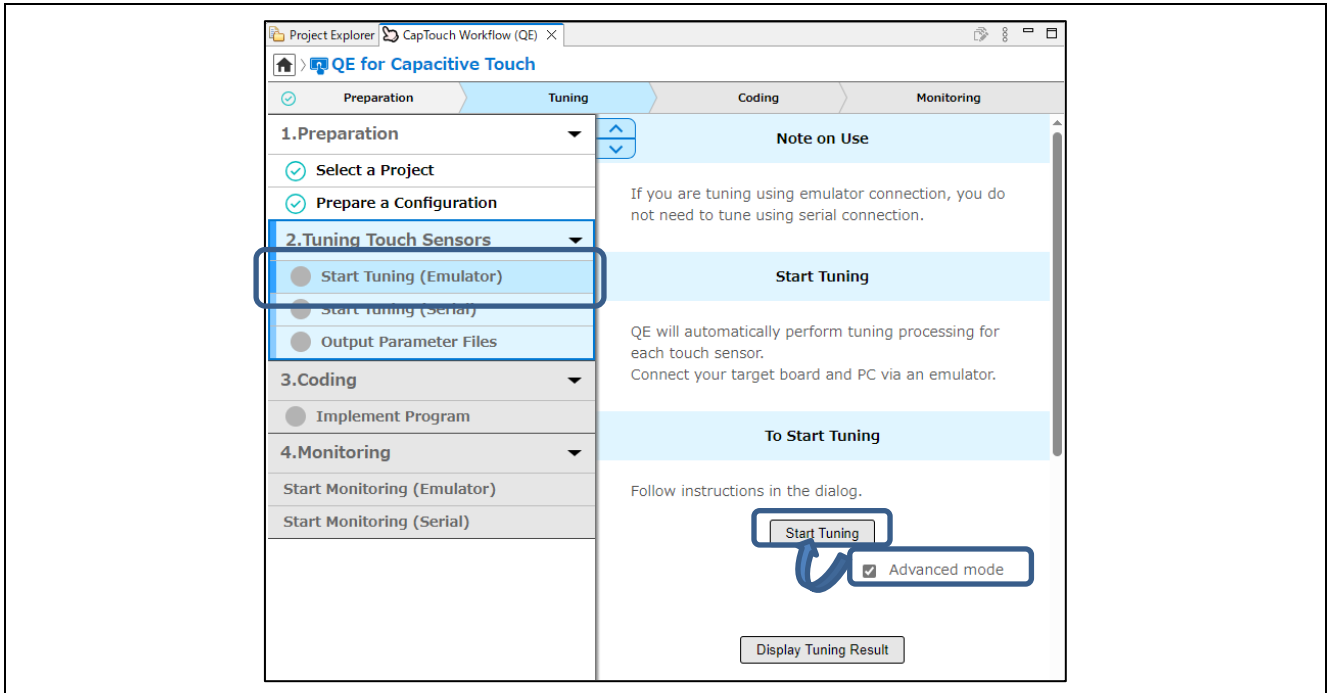 Project Explorer CapTouch Workflow (QE)
QE for Capacitive Touch
Preparation Tuning Coding Monitoring
1.Preparation
Select a Project
Prepare a Configuration
2.Tuning Touch Sensors
Start Tuning (Emulator)
Start Tuning (Serial)
Output Parameter Files
3.Coding
Implement Program
4.Monitoring
Start Monitoring (Emulator)
Start Monitoring (Serial)
Note on Use
If you are tuning using emulator connection, you do
not need to tune using serial connection.
Start Tuning
QE will automatically perform tuning processing for
each touch sensor.
Connect your target board and PC via an emulator.
To Start Tuning
Follow instructions in the dialog.
Start Tuning
Advanced mode
Display Tuning Result